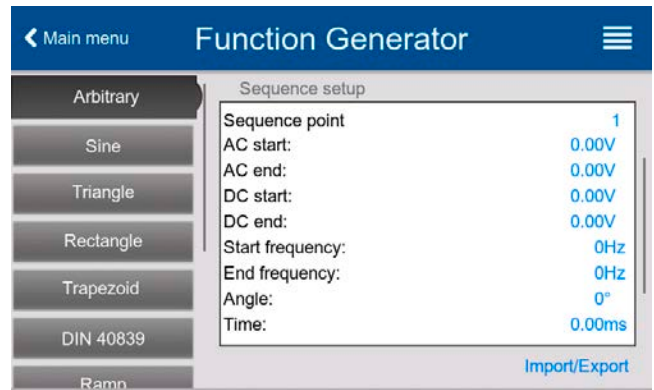 Main menu
Function Generator
Arbitrary
Sine
Triangle
Rectangle
Trapezoid
DIN 40839
Ramp
Sequence setup
Sequence point 1
AC start: 0.00V
AC end: 0.00V
DC start: 0.00V
DC end: 0.00V
Start frequency: 0Hz
End frequency: 0Hz
Angle: 0°
Time: 0.00ms
Import/Export